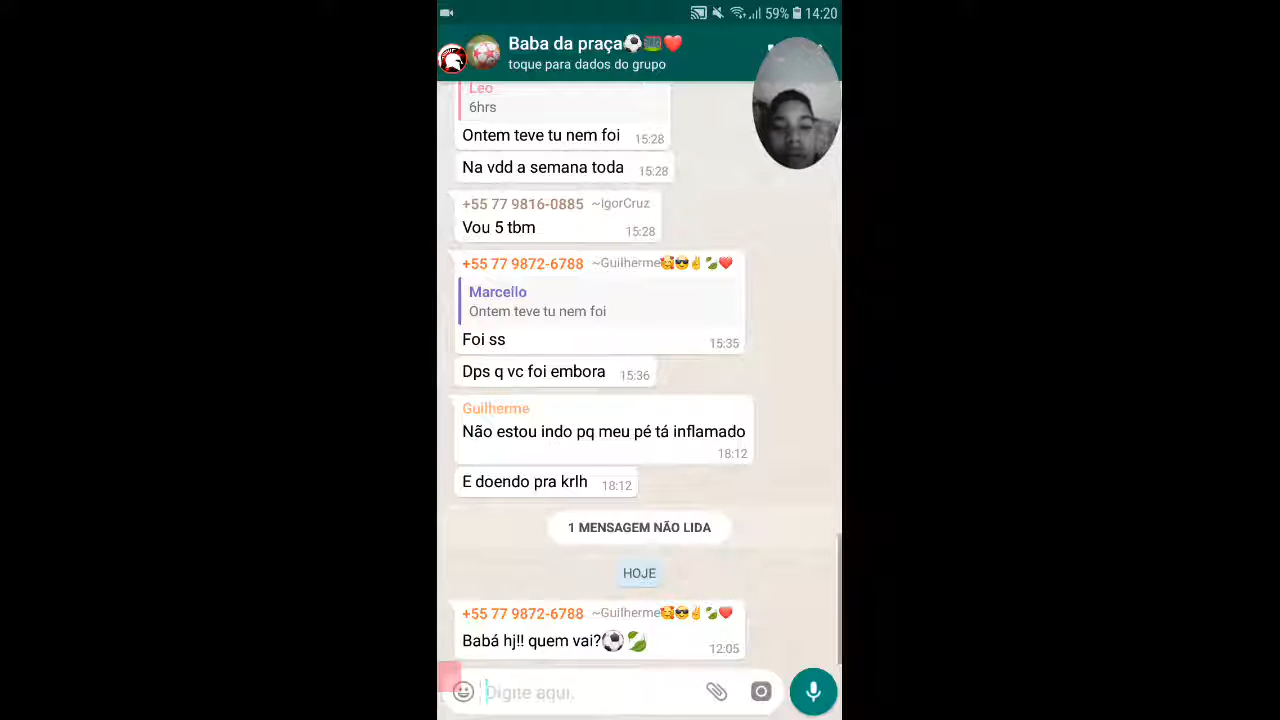 59% 14:20
Baba da praça⚽❤️
toque para dados do grupo
Leo
6hrs
Ontem teve tu nem foi 15:28
Na vdd a semana toda 15:28
+55 77 9816-0885 ~IgorCruz
Vou 5 tbm 15:28
+55 77 9872-6788 ~Guilherme🥰😎✌️🍃❤️
Marcello
Ontem teve tu nem foi
Foi ss 15:35
Dps q vc foi embora 15:36
Guilherme
Não estou indo pq meu pé tá inflamado
18:12
E doendo pra krlh 18:12
1 MENSAGEM NÃO LIDA
HOJE
+55 77 9872-6788 ~Guilherme🥰😎✌️🍃❤️
Babá hj!! quem vai?⚽🍃 12:05
Digite aqui.